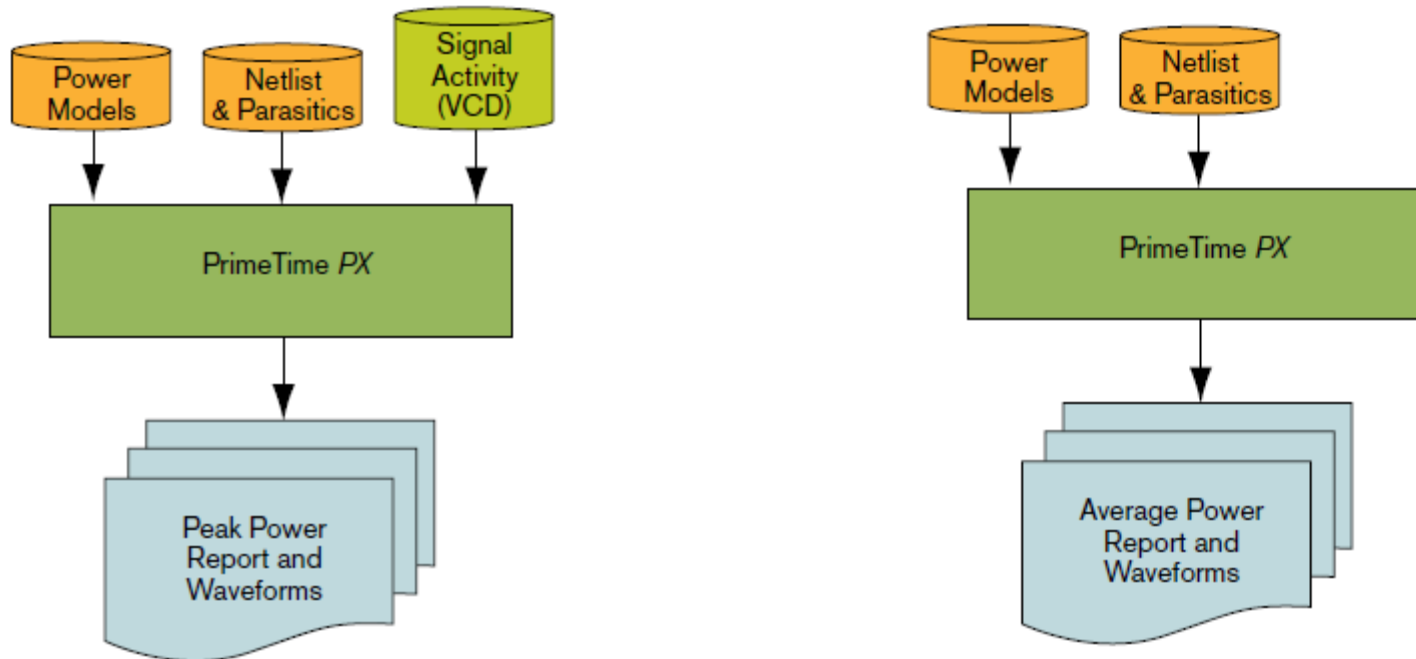 Power
Models
Netlist
& Parasitics
Signal
Activity
(VCD)
PrimeTime PX
Peak Power
Report and
Waveforms
Power
Models
Netlist
& Parasitics
PrimeTime PX
Average Power
Report and
Waveforms